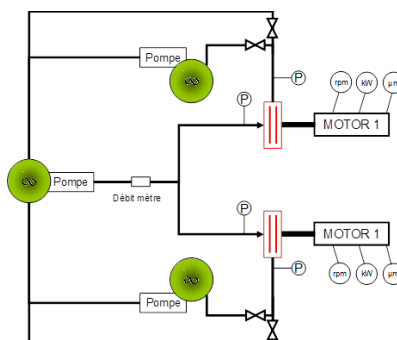 Pompe
rpm
kW
µm
P
P
MOTOR 1
Pompe
Débit mètre
P
MOTOR 1
P
rpm
kW
µm
Pompe